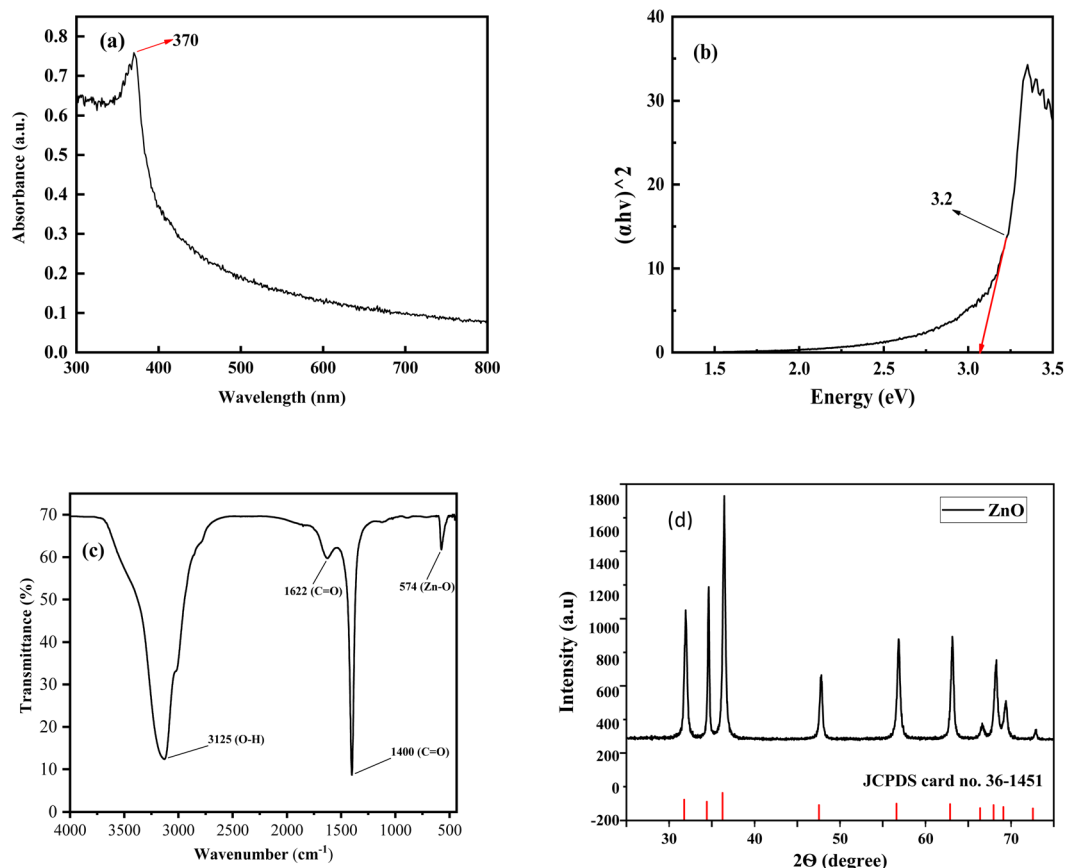 (a)
370
0.8
0.7
0.6
0.5
0.4
0.3
0.2
0.1
0.0
Absorbance (a.u.)
300 400 500 600 700 800
Wavelength (nm)
(b)
3.2
40
30
20
10
0
(αhν)^2
1.5 2.0 2.5 3.0 3.5
Energy (eV)
(c)
70
60
50
40
30
20
10
0
Transmittance (%)
1622 (C=O)
574 (Zn-O)
3125 (O-H)
1400 (C=O)
4000 3500 3000 2500 2000 1500 1000 500
Wavenumber (cm-1)
(d)
ZnO
1800
1600
1400
1200
1000
800
600
400
200
0
-200
Intensity (a.u)
JCPDS card no. 36-1451
30 40 50 60 70
2Θ (degree)